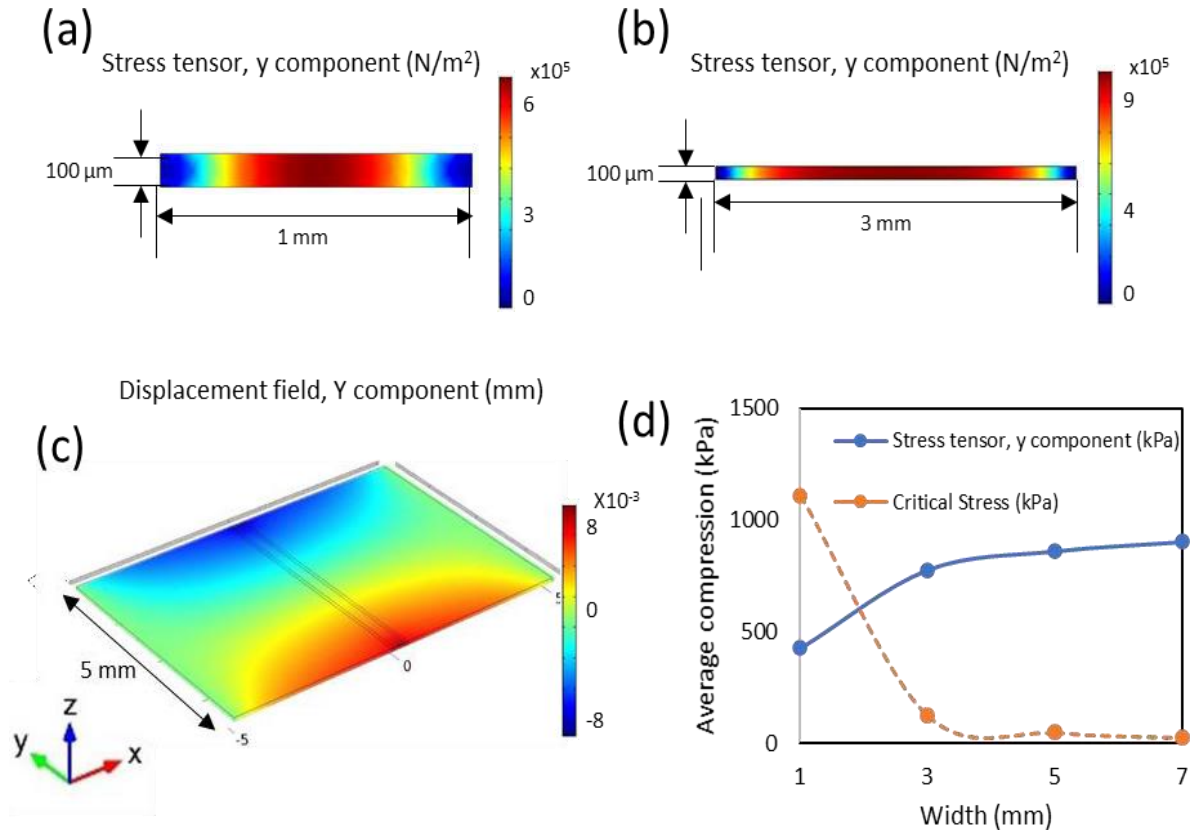 (a)
Stress tensor, y component (N/m²)
x10⁵
6
3
0
100 µm
1 mm
(b)
Stress tensor, y component (N/m²)
x10⁵
9
4
0
100 µm
3 mm
Displacement field, Y component (mm)
(c)
X10⁻³
8
0
-8
5 mm
-5
0
5
z
y
x
(d)
Average compression (kPa)
1500
1000
500
0
Stress tensor, y component (kPa)
Critical Stress (kPa)
1 3 5 7
Width (mm)